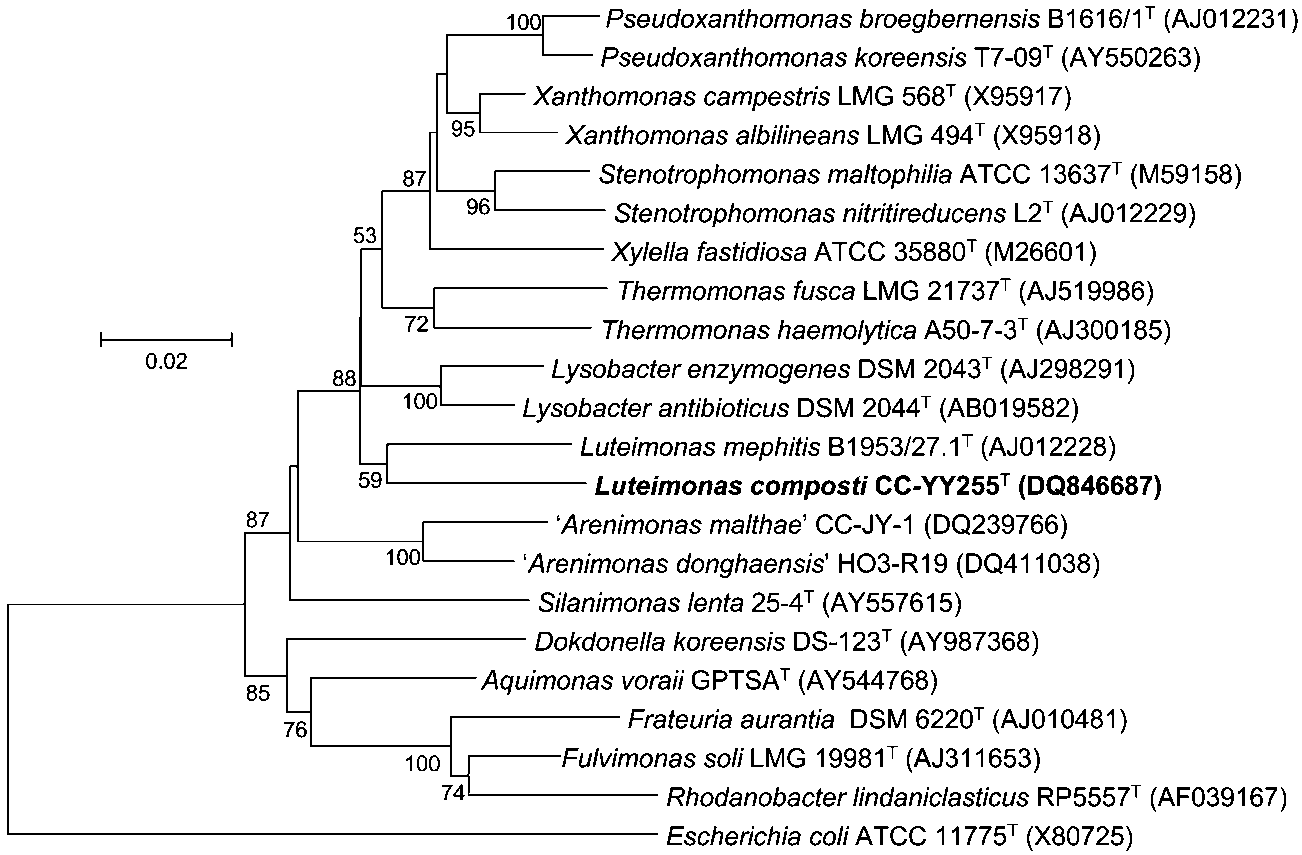 100 Pseudoxanthomonas broegbernensis B1616/1ᵀ (AJ012231)
Pseudoxanthomonas koreensis T7-09ᵀ (AY550263)
Xanthomonas campestris LMG 568ᵀ (X95917)
95 Xanthomonas albilineans LMG 494ᵀ (X95918)
87 Stenotrophomonas maltophilia ATCC 13637ᵀ (M59158)
96 Stenotrophomonas nitritireducens L2ᵀ (AJ012229)
53 Xylella fastidiosa ATCC 35880ᵀ (M26601)
Thermomonas fusca LMG 21737ᵀ (AJ519986)
72 Thermomonas haemolytica A50-7-3ᵀ (AJ300185)
0.02
88 Lysobacter enzymogenes DSM 2043ᵀ (AJ298291)
100 Lysobacter antibioticus DSM 2044ᵀ (AB019582)
Luteimonas mephitis B1953/27.1ᵀ (AJ012228)
59 Luteimonas composti CC-YY255ᵀ (DQ846687)
87 ‘Arenimonas malthae’ CC-JY-1 (DQ239766)
100 ‘Arenimonas donghaensis’ HO3-R19 (DQ411038)
Silanimonas lenta 25-4ᵀ (AY557615)
Dokdonella koreensis DS-123ᵀ (AY987368)
85 Aquimonas voraii GPTSAᵀ (AY544768)
76 Frateuria aurantia DSM 6220ᵀ (AJ010481)
100 Fulvimonas soli LMG 19981ᵀ (AJ311653)
74 Rhodanobacter lindaniclasticus RP5557ᵀ (AF039167)
Escherichia coli ATCC 11775ᵀ (X80725)